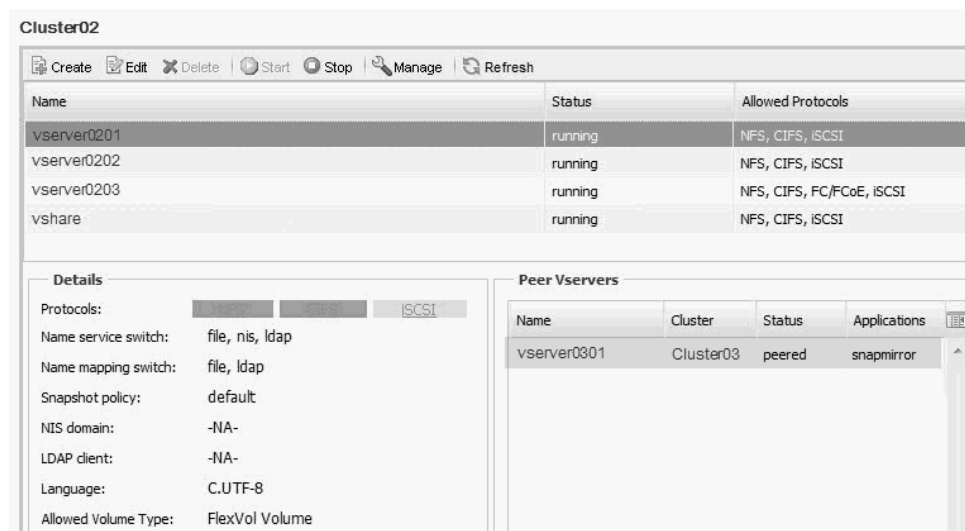 Cluster02
Create Edit Delete Start Stop Manage Refresh
Name Status Allowed Protocols
vserver0201 running NFS, CIFS, iSCSI
vserver0202 running NFS, CIFS, iSCSI
vserver0203 running NFS, CIFS, FC/FCoE, iSCSI
vshare running NFS, CIFS, iSCSI
Details
Protocols: iSCSI
Name service switch: file, nis, ldap
Name mapping switch: file, ldap
Snapshot policy: default
NIS domain: -NA-
LDAP client: -NA-
Language: C.UTF-8
Allowed Volume Type: FlexVol Volume
Peer Vservers
Name Cluster Status Applications
vserver0301 Cluster03 peered snapmirror